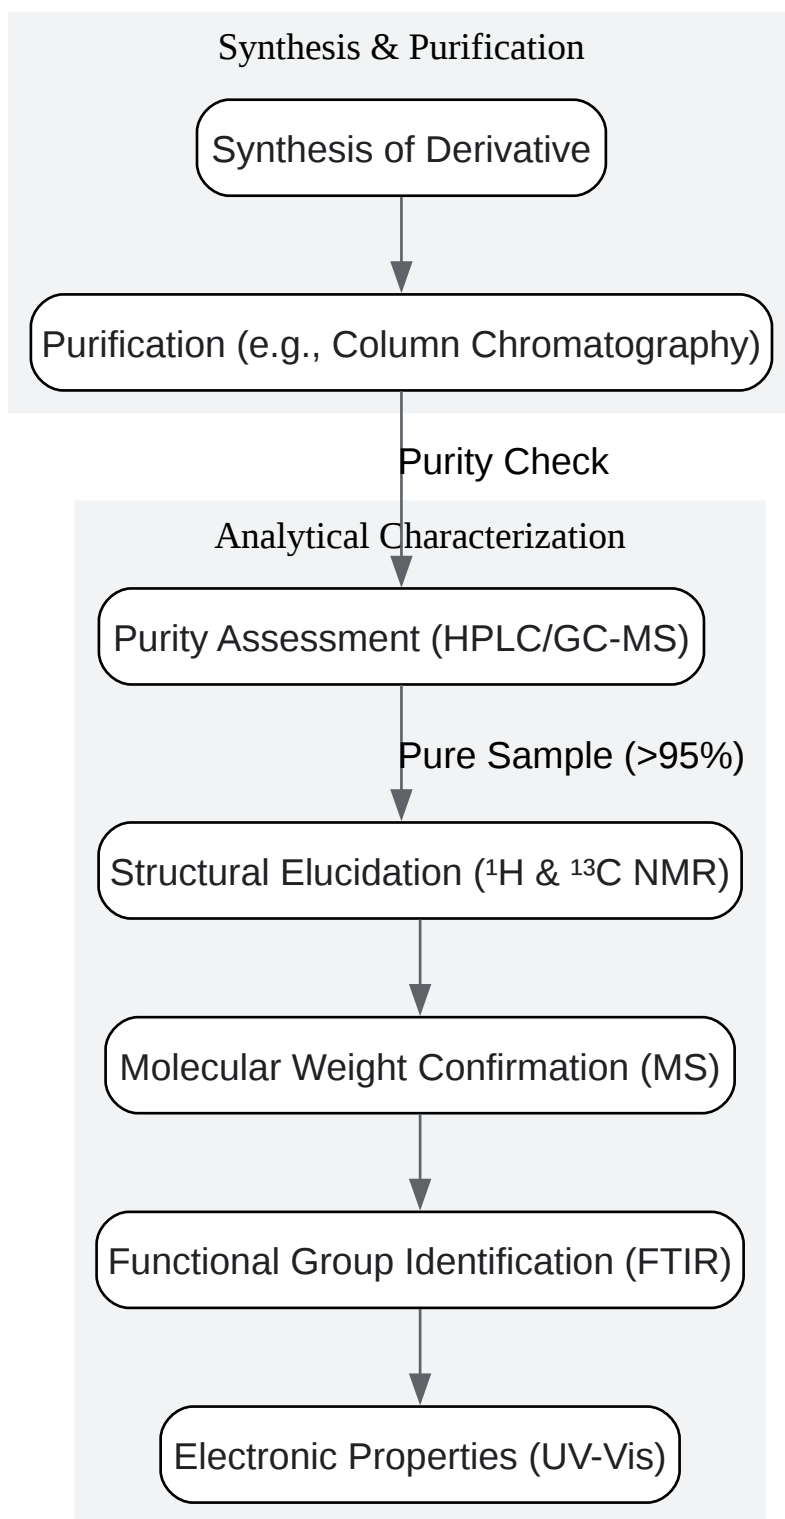 Synthesis & Purification
Synthesis of Derivative
Purification (e.g., Column Chromatography)
Purity Check
Analytical Characterization
Purity Assessment (HPLC/GC-MS)
Pure Sample (>95%)
Structural Elucidation (¹H & ¹³C NMR)
Molecular Weight Confirmation (MS)
Functional Group Identification (FTIR)
Electronic Properties (UV-Vis)